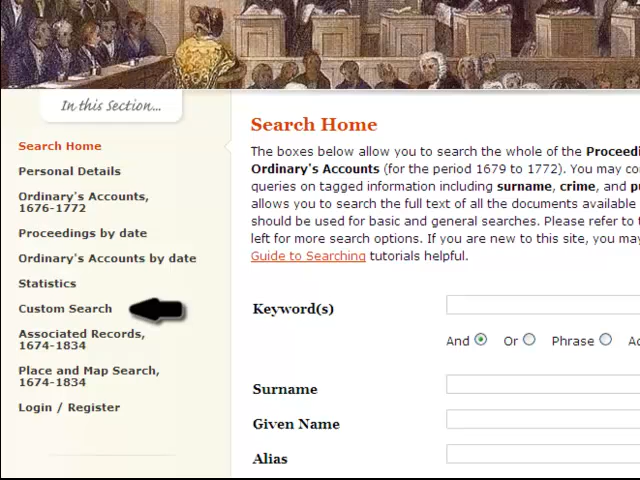 In this Section...
Search Home
Personal Details
Ordinary's Accounts,
1676-1772
Proceedings by date
Ordinary's Accounts by date
Statistics
Custom Search
Associated Records,
1674-1834
Place and Map Search,
1674-1834
Login / Register
Search Home
The boxes below allow you to search the whole of the
Ordinary's Accounts (for the period 1679 to 1772). You may
queries on tagged information including surname, crime, and
allows you to search the full text of all the documents available
should be used for basic and general searches. Please refer to
left for more search options. If you are new to this site, you may
Guide to Searching tutorials helpful.
Keyword(s)
And Or Phrase
Surname
Given Name
Alias